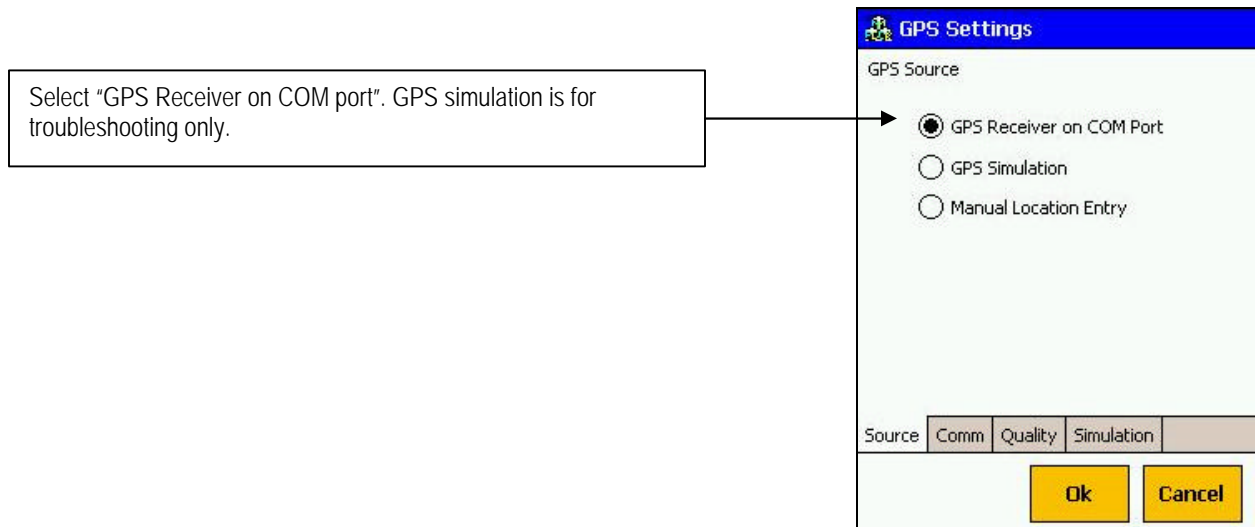 GPS Settings
GPS Source
Select "GPS Receiver on COM port". GPS simulation is for
troubleshooting only.
GPS Receiver on COM Port
GPS Simulation
Manual Location Entry
Source Comm Quality Simulation
Ok Cancel